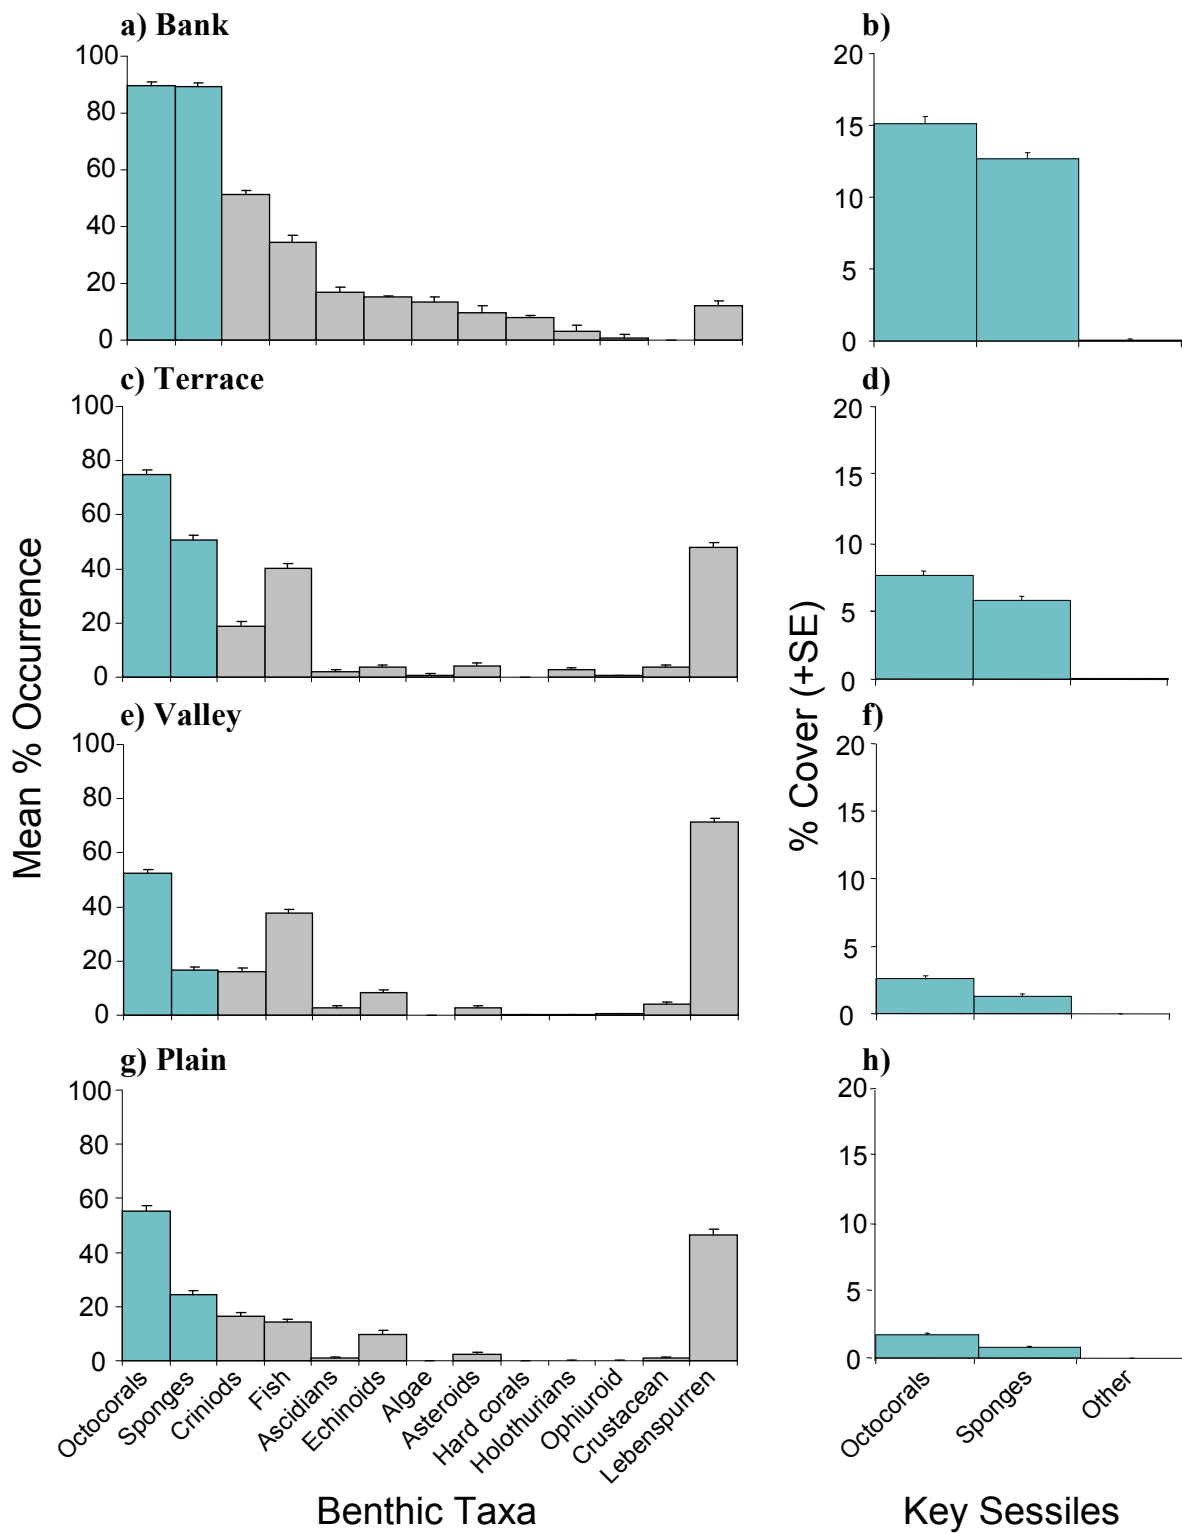 a) Bank
b)
100
80
60
40
20
0
20
15
10
5
0
c) Terrace
d)
100
80
60
40
20
0
20
15
10
5
0
e) Valley
f)
100
80
60
40
20
0
20
15
10
5
0
g) Plain
h)
100
80
60
40
20
0
20
15
10
5
0
Mean % Occurrence
% Cover (+SE)
Octocorals
Sponges
Criniods
Fish
Ascidians
Echinoids
Algae
Asteroids
Hard corals
Holothurians
Ophiuroid
Crustacean
Lebenspurren
Octocorals
Sponges
Other
Benthic Taxa
Key Sessiles